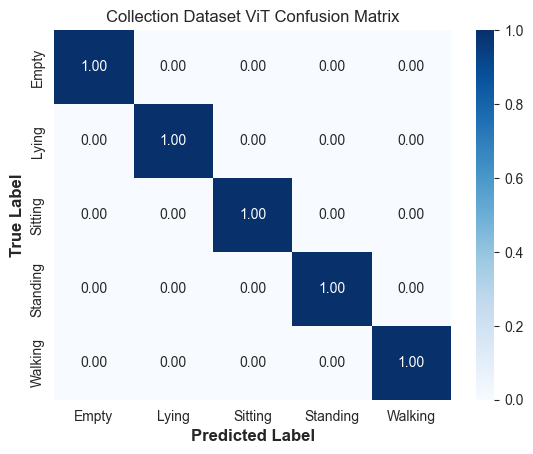 Collection Dataset ViT Confusion Matrix
True Label
Empty 1.00 0.00 0.00 0.00 0.00
Lying 0.00 1.00 0.00 0.00 0.00
Sitting 0.00 0.00 1.00 0.00 0.00
Standing 0.00 0.00 0.00 1.00 0.00
Walking 0.00 0.00 0.00 0.00 1.00
Empty Lying Sitting Standing Walking
Predicted Label
1.0
0.8
0.6
0.4
0.2
0.0